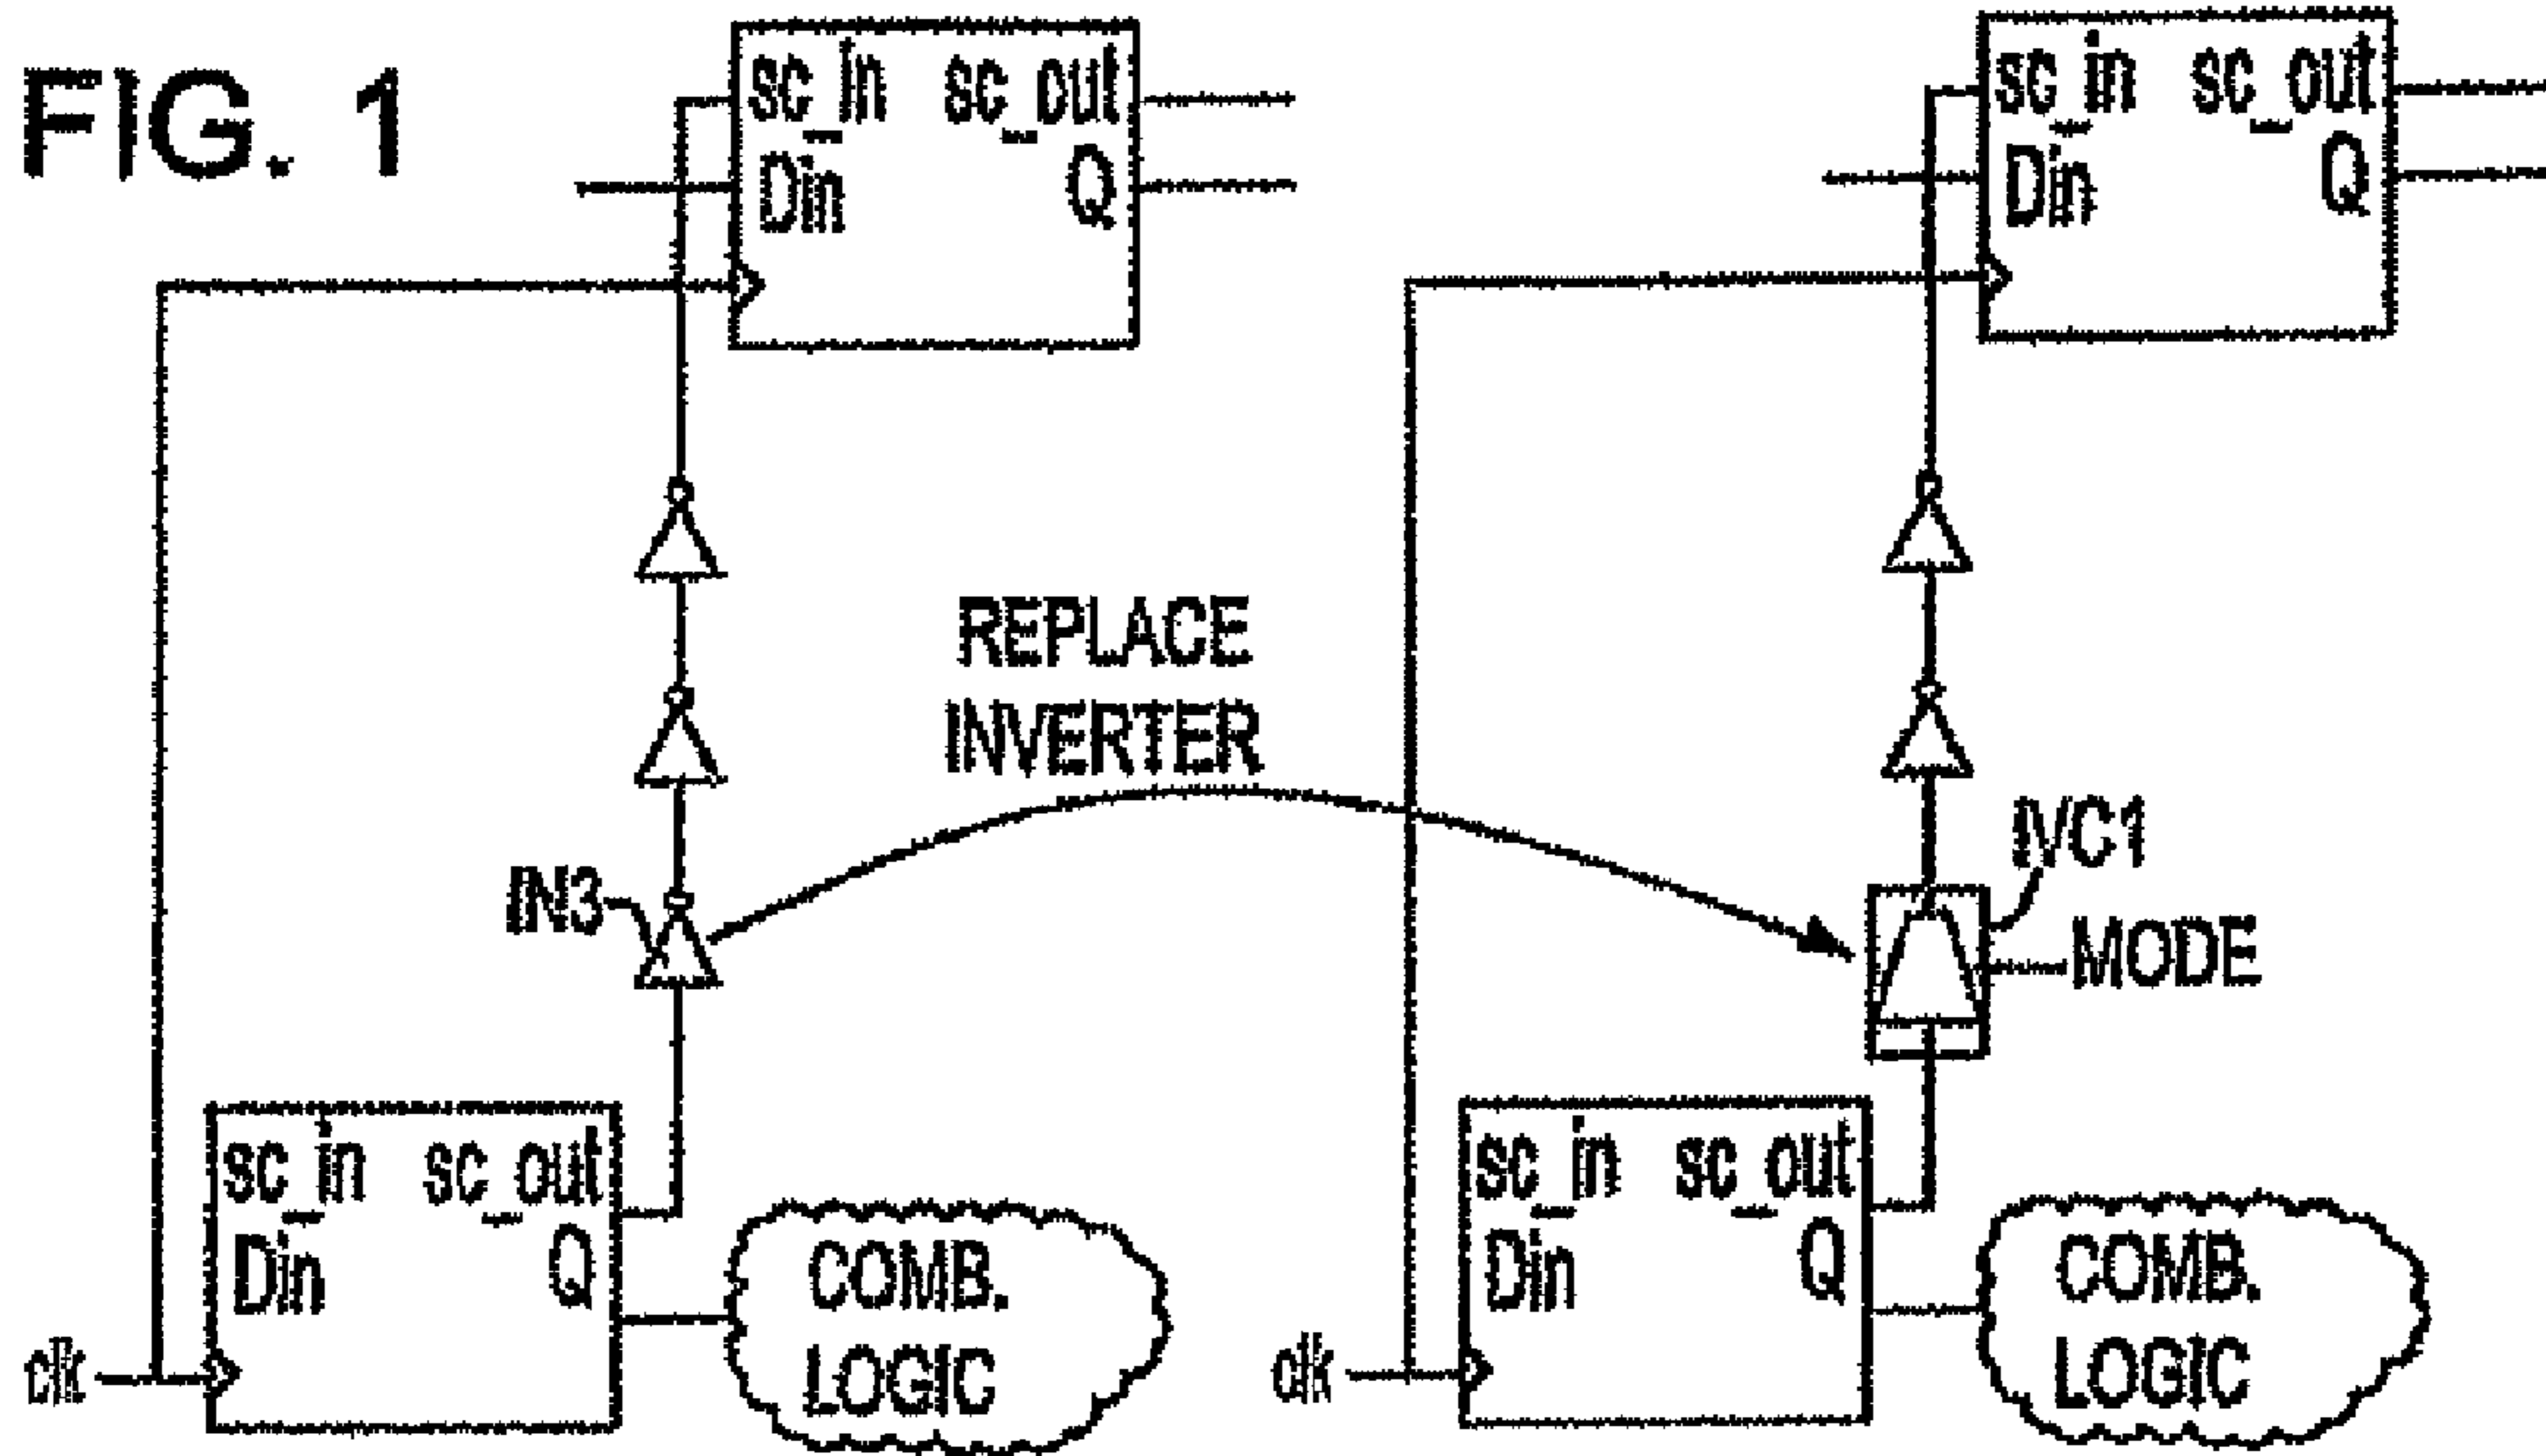 FIG. 1
sc_in sc_out
Din Q
sc_in sc_out
Din Q
REPLACE
INVERTER
IN3
IVC1
MODE
sc_in sc_out
Din Q
clk
COMB.
LOGIC
sc_in sc_out
Din Q
clk
COMB.
LOGIC